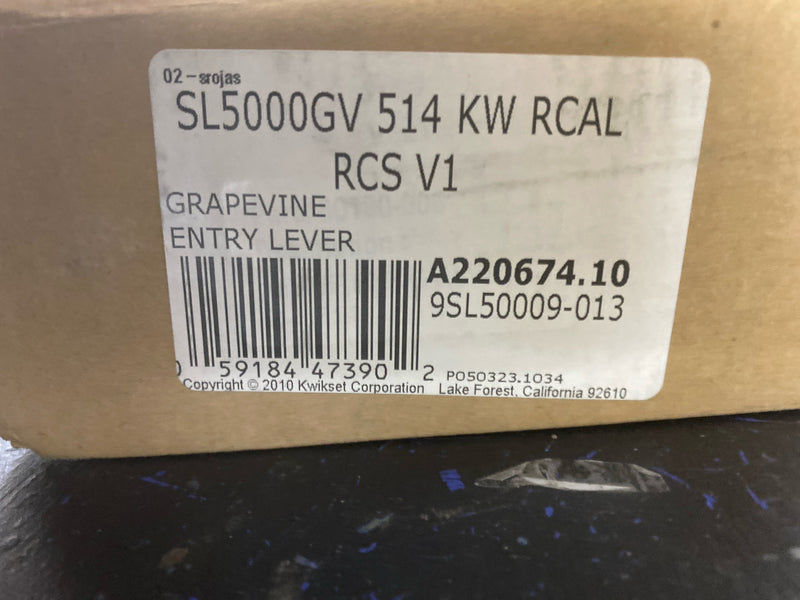 02-srojas
SL5000GV 514 KW RCAL
RCS V1
GRAPEVINE
ENTRY LEVER
A220674.10
9SL50009-013
0 59184 47390 2
PO50323.1034
Copyright © 2010 Kwikset Corporation Lake Forest, California 92610